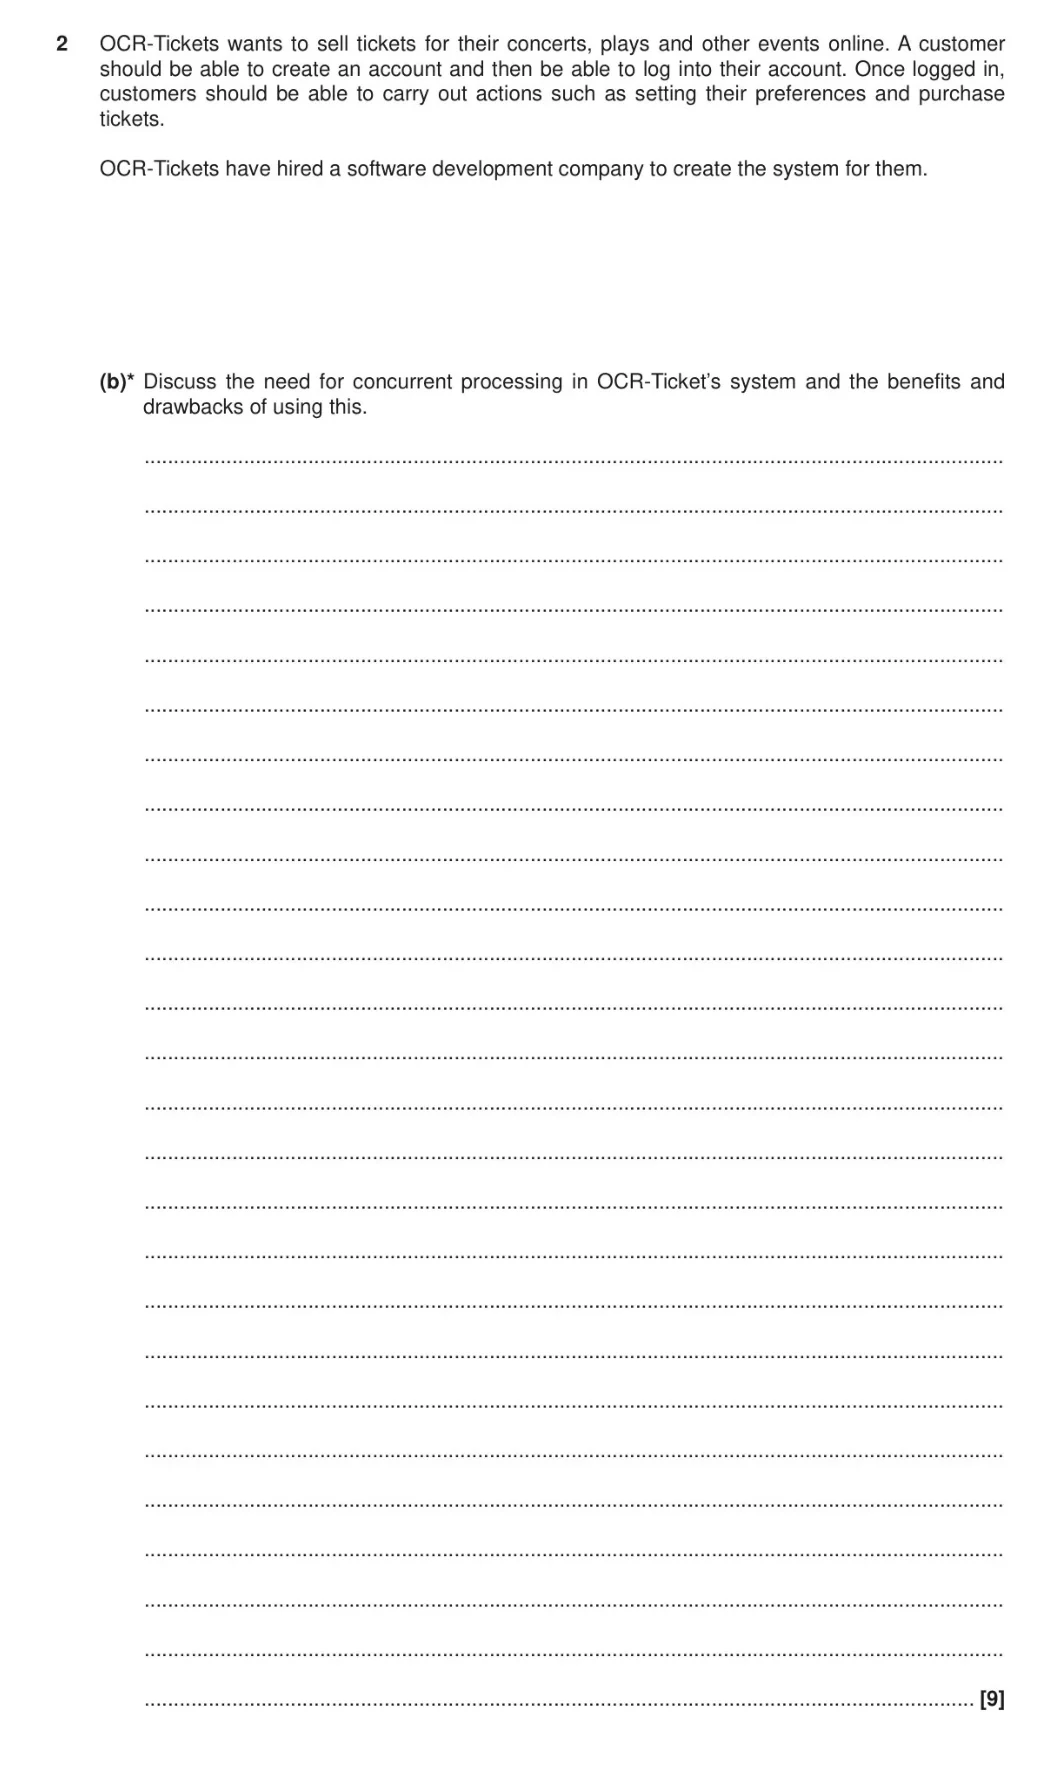 2 OCR-Tickets wants to sell tickets for their concerts, plays and other events online. A customer
should be able to create an account and then be able to log into their account. Once logged in,
customers should be able to carry out actions such as setting their preferences and purchase
tickets.
OCR-Tickets have hired a software development company to create the system for them.
(b)* Discuss the need for concurrent processing in OCR-Ticket's system and the benefits and
drawbacks of using this.
[9]